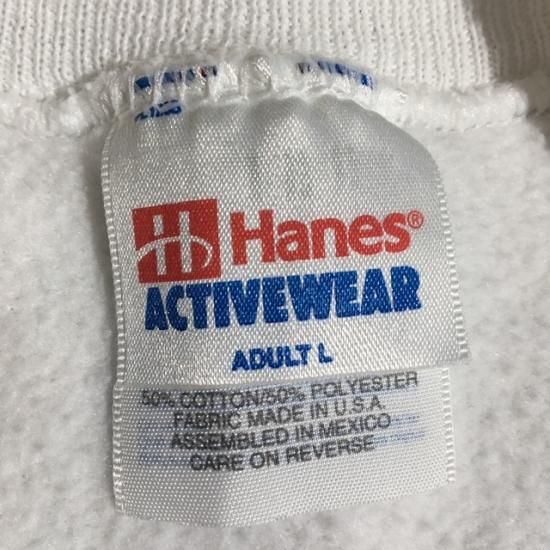 Hanes®
ACTIVEWEAR
ADULT L
50% COTTON/50% POLYESTER
FABRIC MADE IN U.S.A
ASSEMBLED IN MEXICO
CARE ON REVERSE